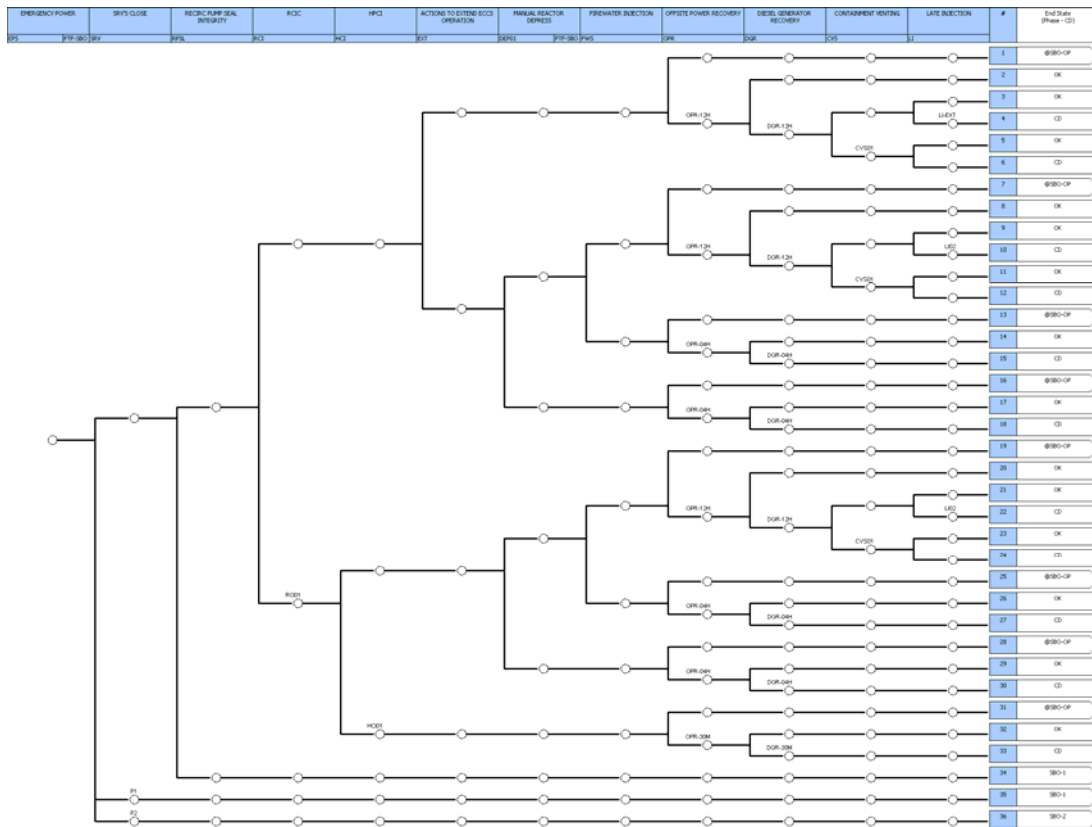 EMERGENCY POWER
SRV'S CLOSE
RECIRC PUMP SEAL
INTEGRITY
RCIC
HPCI
ACTIONS TO EXTEND ECCS
OPERATION
MANUAL REACTOR
DEPRESS
FIREWATER INJECTION
OFFSITE POWER RECOVERY
DIESEL GENERATOR
RECOVERY
CONTAINMENT VENTING
LATE INJECTION
#
End State
(Phase - CD)
EPS
FTF-SBO
SRV
RPSL
RCI
HCI
EXT
DEP01
FTF-SBO
FWS
OPR
DGR
CVS
LI
1 @SBO-OP
2 OK
3 OK
OPR-12H
LI-EXT
4 CD
DGR-12H
5 OK
CVS01
6 CD
7 @SBO-OP
8 OK
9 OK
OPR-12H
LI02
10 CD
DGR-12H
11 OK
CVS01
12 CD
13 @SBO-OP
14 OK
OPR-04H
DGR-04H
15 CD
16 @SBO-OP
17 OK
OPR-04H
DGR-04H
18 CD
19 @SBO-OP
20 OK
21 OK
OPR-12H
LI02
22 CD
DGR-12H
23 OK
CVS01
24 CD
25 @SBO-OP
RCI01
26 OK
OPR-04H
DGR-04H
27 CD
28 @SBO-OP
29 OK
OPR-04H
DGR-04H
30 CD
31 @SBO-OP
HCI01
32 OK
OPR-30M
DGR-30M
33 CD
34 SBO-1
P1
35 SBO-1
P2
36 SBO-2